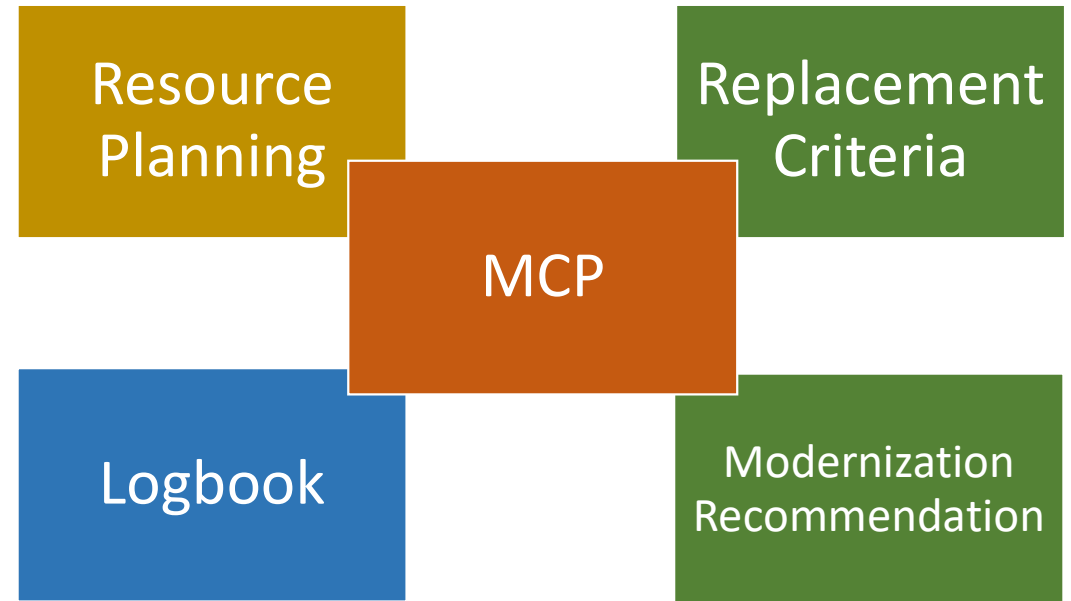 Resource
Planning
Replacement
Criteria
MCP
Logbook
Modernization
Recommendation